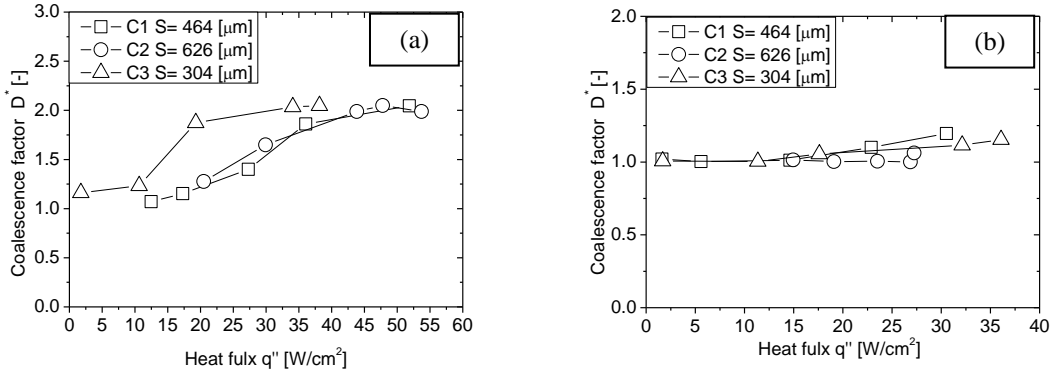 (a)
C1 S= 464 [μm]
C2 S= 626 [μm]
C3 S= 304 [μm]
Coalescence factor D* [-]
3.0
2.5
2.0
1.5
1.0
0.5
0.0
0 5 10 15 20 25 30 35 40 45 50 55 60
Heat fulx q'' [W/cm²]
(b)
C1 S= 464 [μm]
C2 S= 626 [μm]
C3 S= 304 [μm]
Coalescence factor D* [-]
2.0
1.5
1.0
0.5
0.0
0 5 10 15 20 25 30 35 40
Heat fulx q'' [W/cm²]